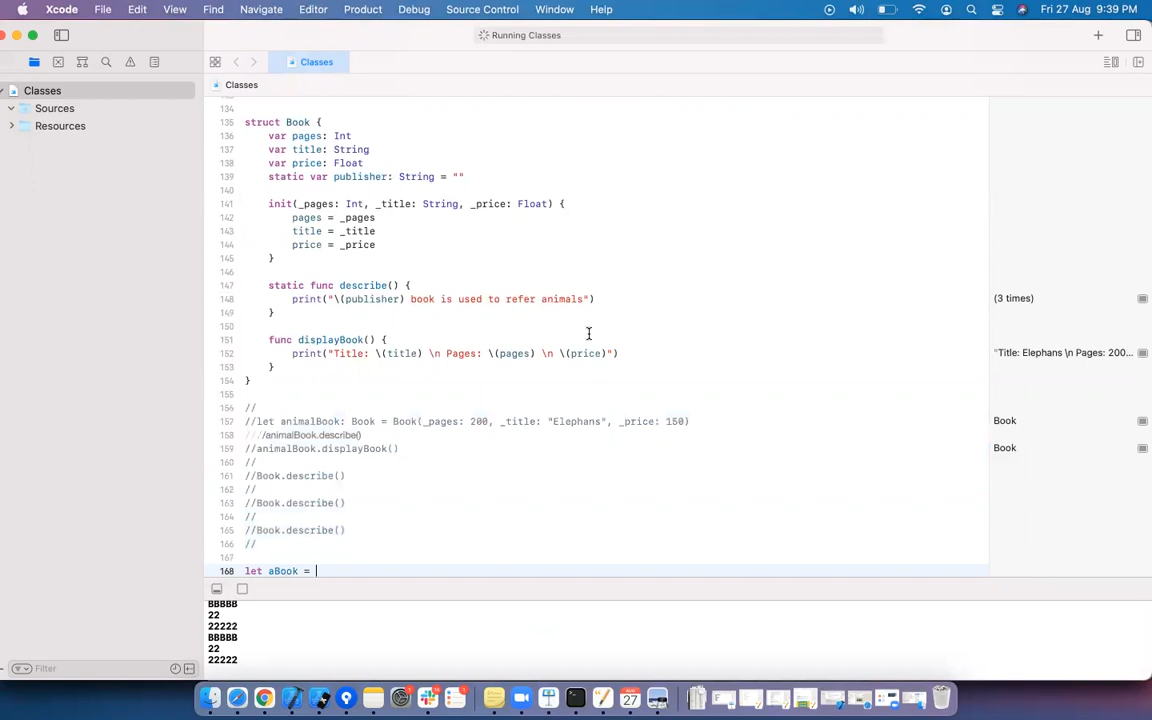 Xcode File Edit View Find Navigate Editor Product Debug Source Control Window Help Fri 27 Aug 9:39 PM
Running Classes
Classes
Classes
Classes
Sources
Resources
134
135 struct Book {
136 var pages: Int
137 var title: String
138 var price: Float
139 static var publisher: String = ""
140
141 init(_pages: Int, _title: String, _price: Float) {
142 pages = _pages
143 title = _title
144 price = _price
145 }
146
147 static func describe() {
148 print("\(publisher) book is used to refer animals") (3 times)
149 }
150
151 func displayBook() {
152 print("Title: \(title) \n Pages: \(pages) \n \(price)") "Title: Elephans \n Pages: 200...
153 }
154 }
155
156 //
157 //let animalBook: Book = Book(_pages: 200, _title: "Elephans", _price: 150) Book
158 ///animalBook.describe()
159 //animalBook.displayBook() Book
160 //
161 //Book.describe()
162 //
163 //Book.describe()
164 //
165 //Book.describe()
166 //
167
168 let aBook =
BBBBB
22
22222
BBBBB
22
22222
Filter
AUG
27